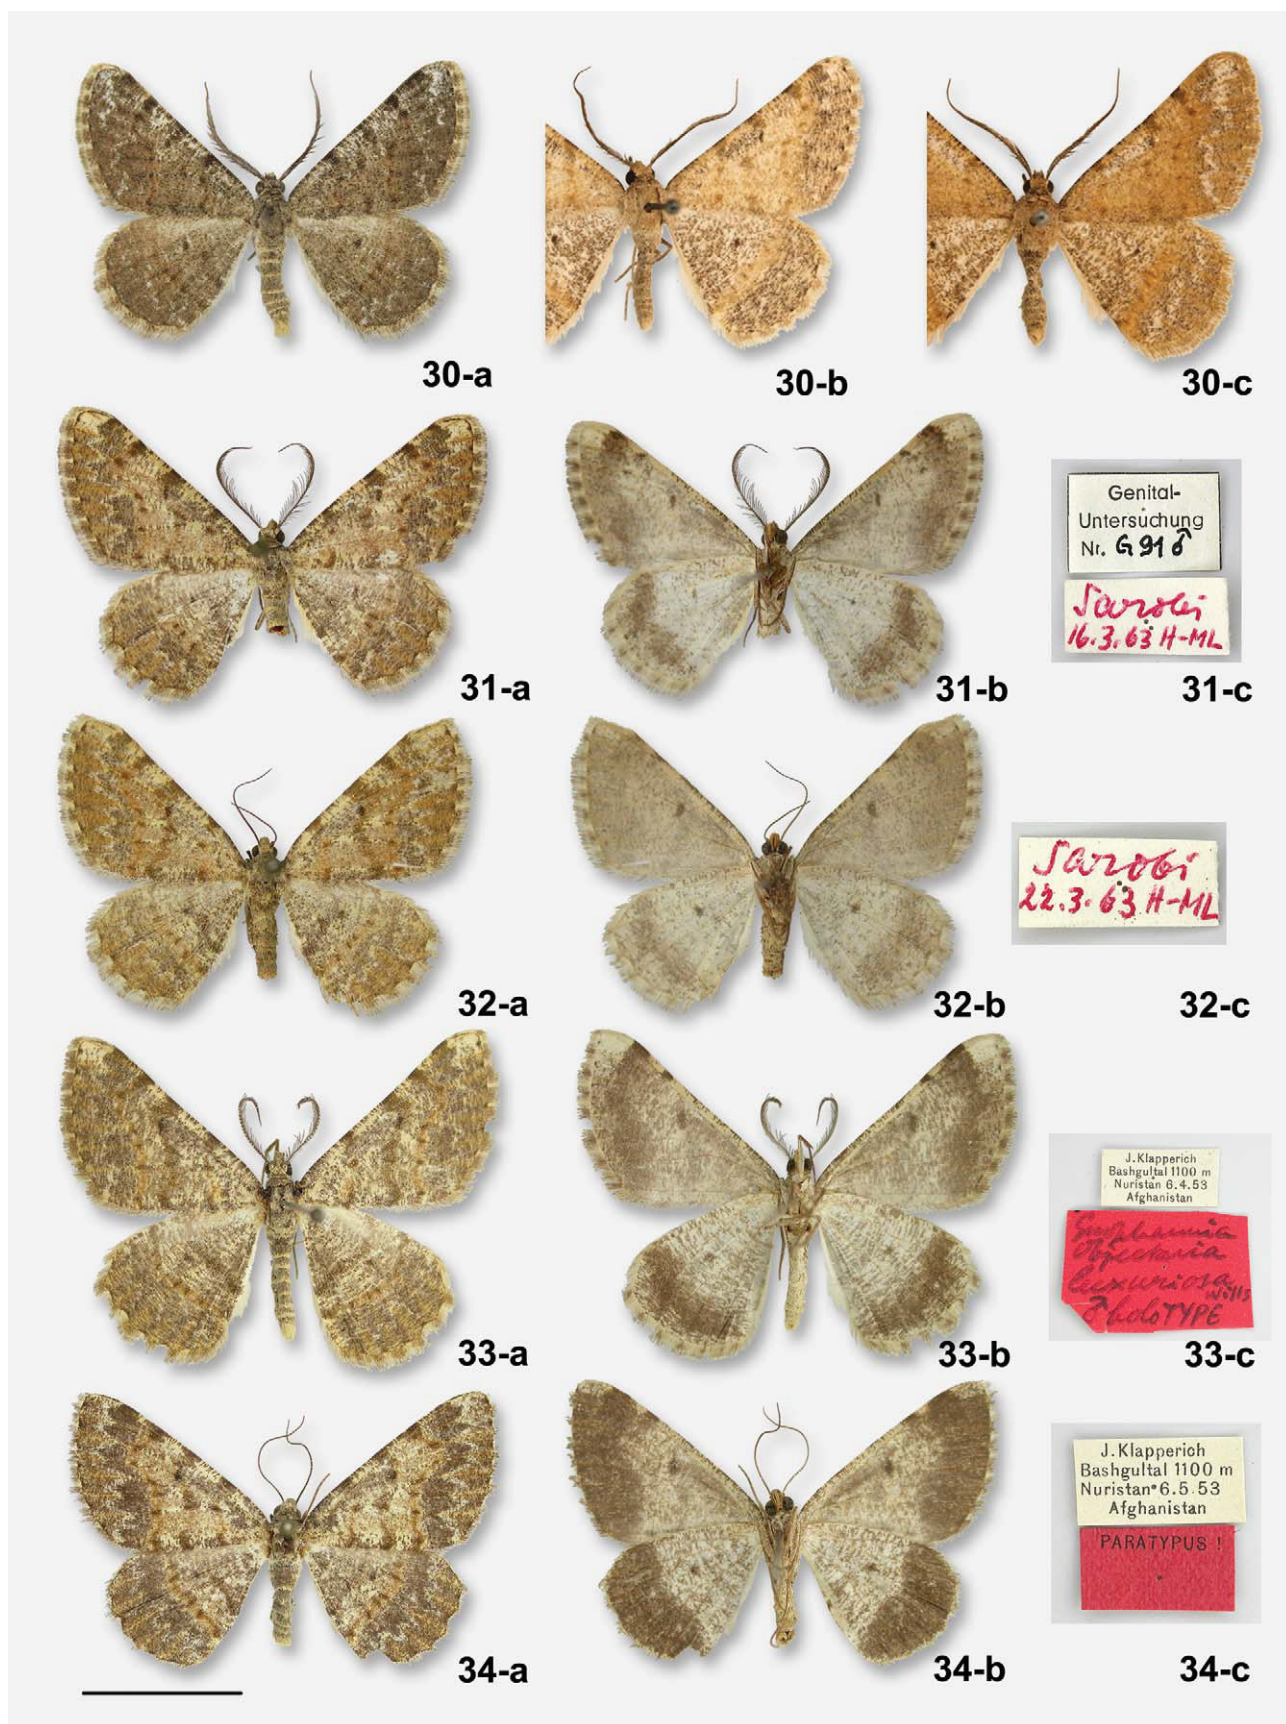 30-a
30-b
30-c
31-a
31-b
Genital-
Untersuchung
Nr. G 91 ♂
Sarobi
16.3.63 H-ML
31-c
32-a
32-b
Sarobi
22.3.63 H-ML
32-c
33-a
33-b
J. Klapperich
Bashgultal 1100 m
Nuristan 6.4.53
Afghanistan
objectaria
luxuriosa
Wilts
♂ holoTYPE
33-c
34-a
34-b
J. Klapperich
Bashgultal 1100 m
Nuristan 6.5.53
Afghanistan
PARATYPUS !
34-c